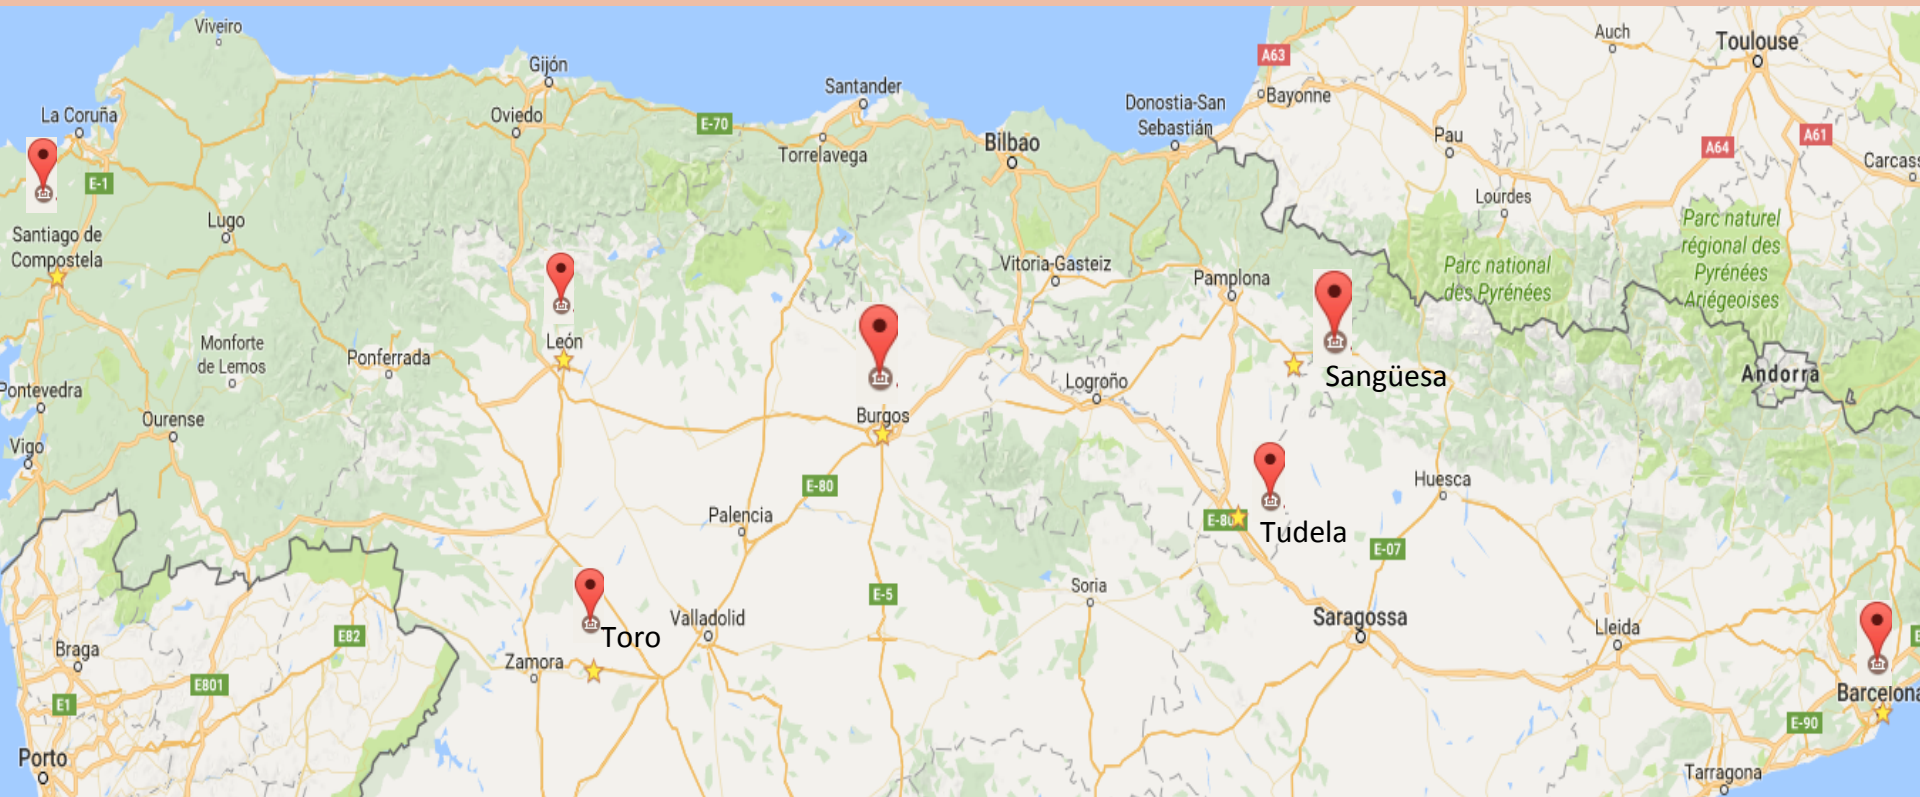 Viveiro
Auch
Toulouse
Gijón
A63
Santander
Bayonne
La Coruña
Oviedo
E-70
Donostia-San
Sebastián
Pau
A64
A61
Bilbao
Torrelavega
Carcass
E-1
Lourdes
Lugo
Santiago de
Compostela
Parc naturel
régional des
Pyrénées
Ariégeoises
Vitoria-Gasteiz
Pamplona
Parc national
des Pyrénées
León
Monforte
de Lemos
Ponferrada
Logroño
Sangüesa
Andorra
Pontevedra
Ourense
Burgos
Vigo
E-80
Huesca
Palencia
E-80
Tudela
E-07
Soria
E-5
Valladolid
Saragossa
Lleida
Toro
E82
Braga
Zamora
E801
E1
Barcelona
E-90
Porto
Tarragona